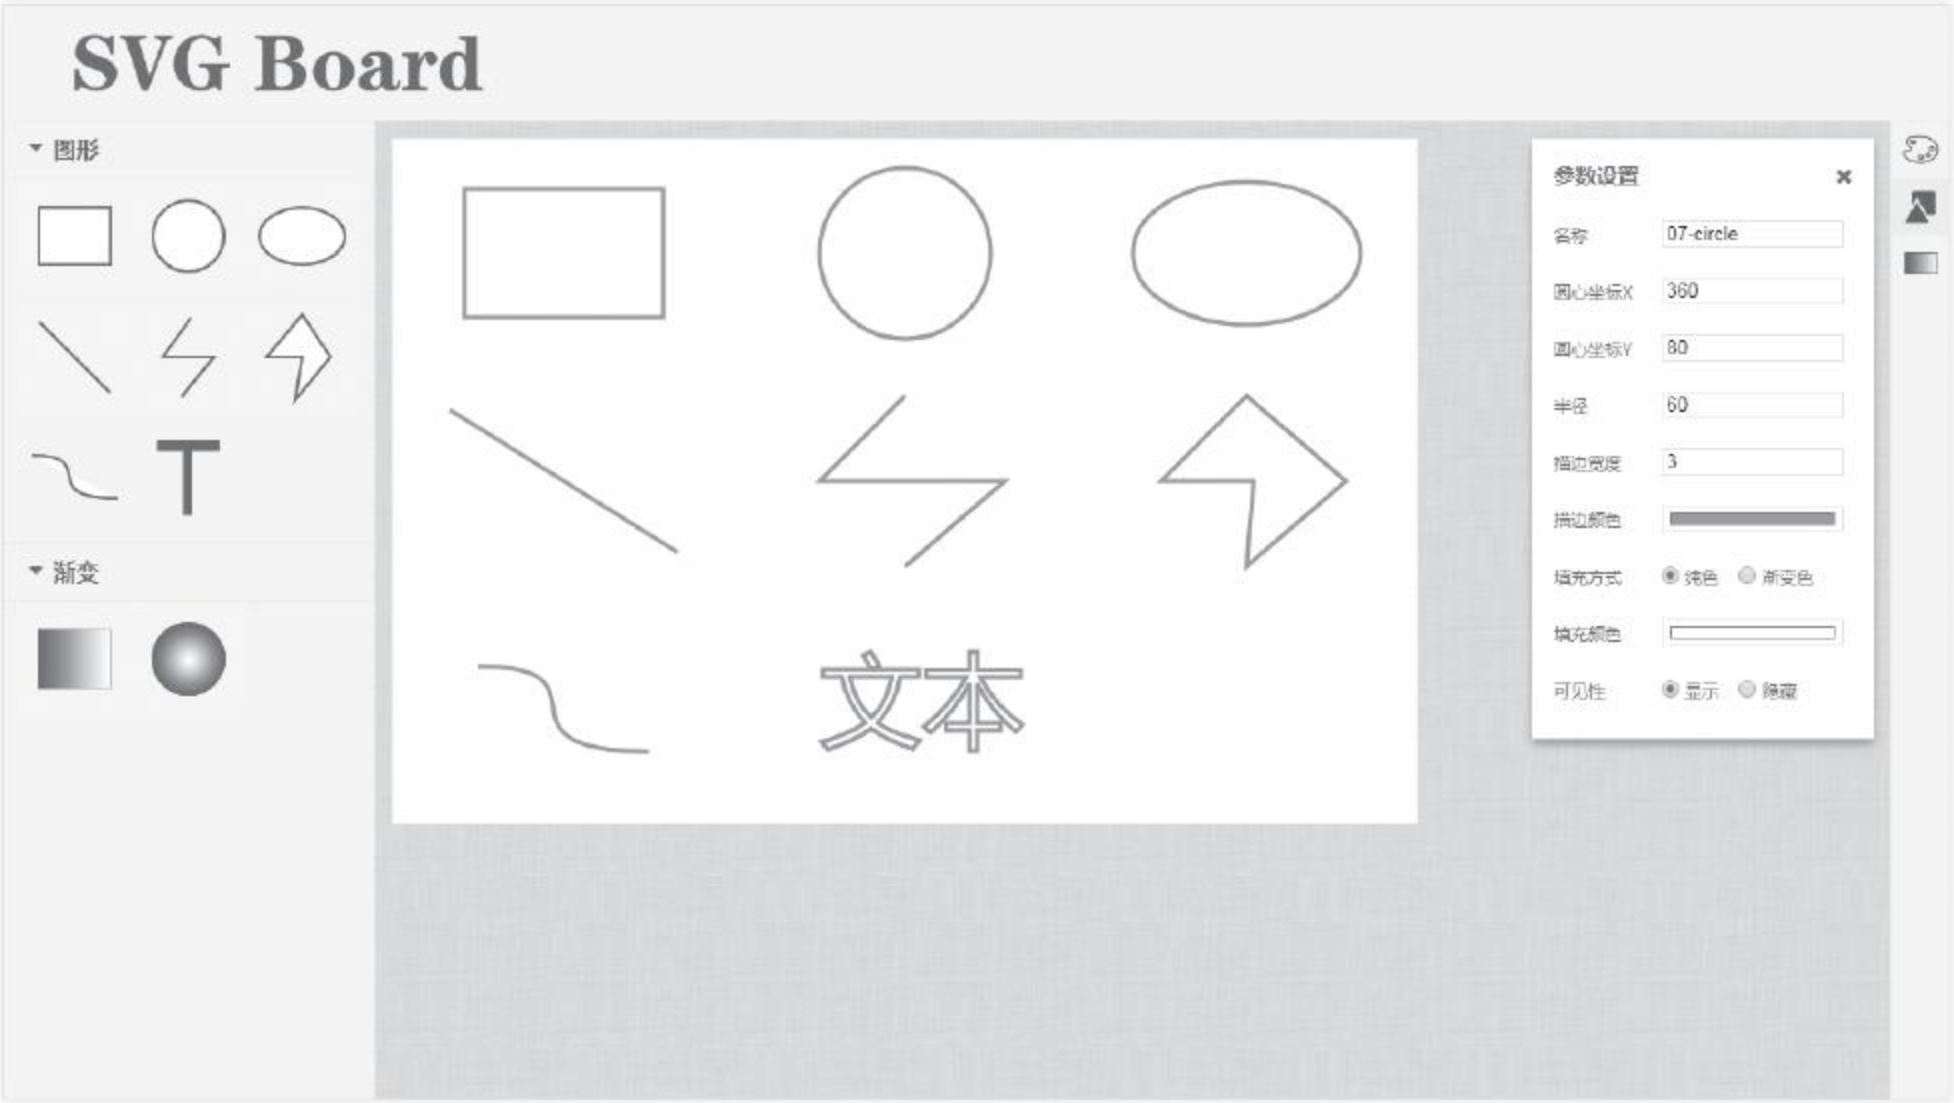 SVG Board
图形
T
渐变
文本
参数设置
名称 07-circle
圆心坐标X 360
圆心坐标Y 80
半径 60
描边宽度 3
描边颜色
填充方式 纯色 渐变色
填充颜色
可见性 显示 隐藏